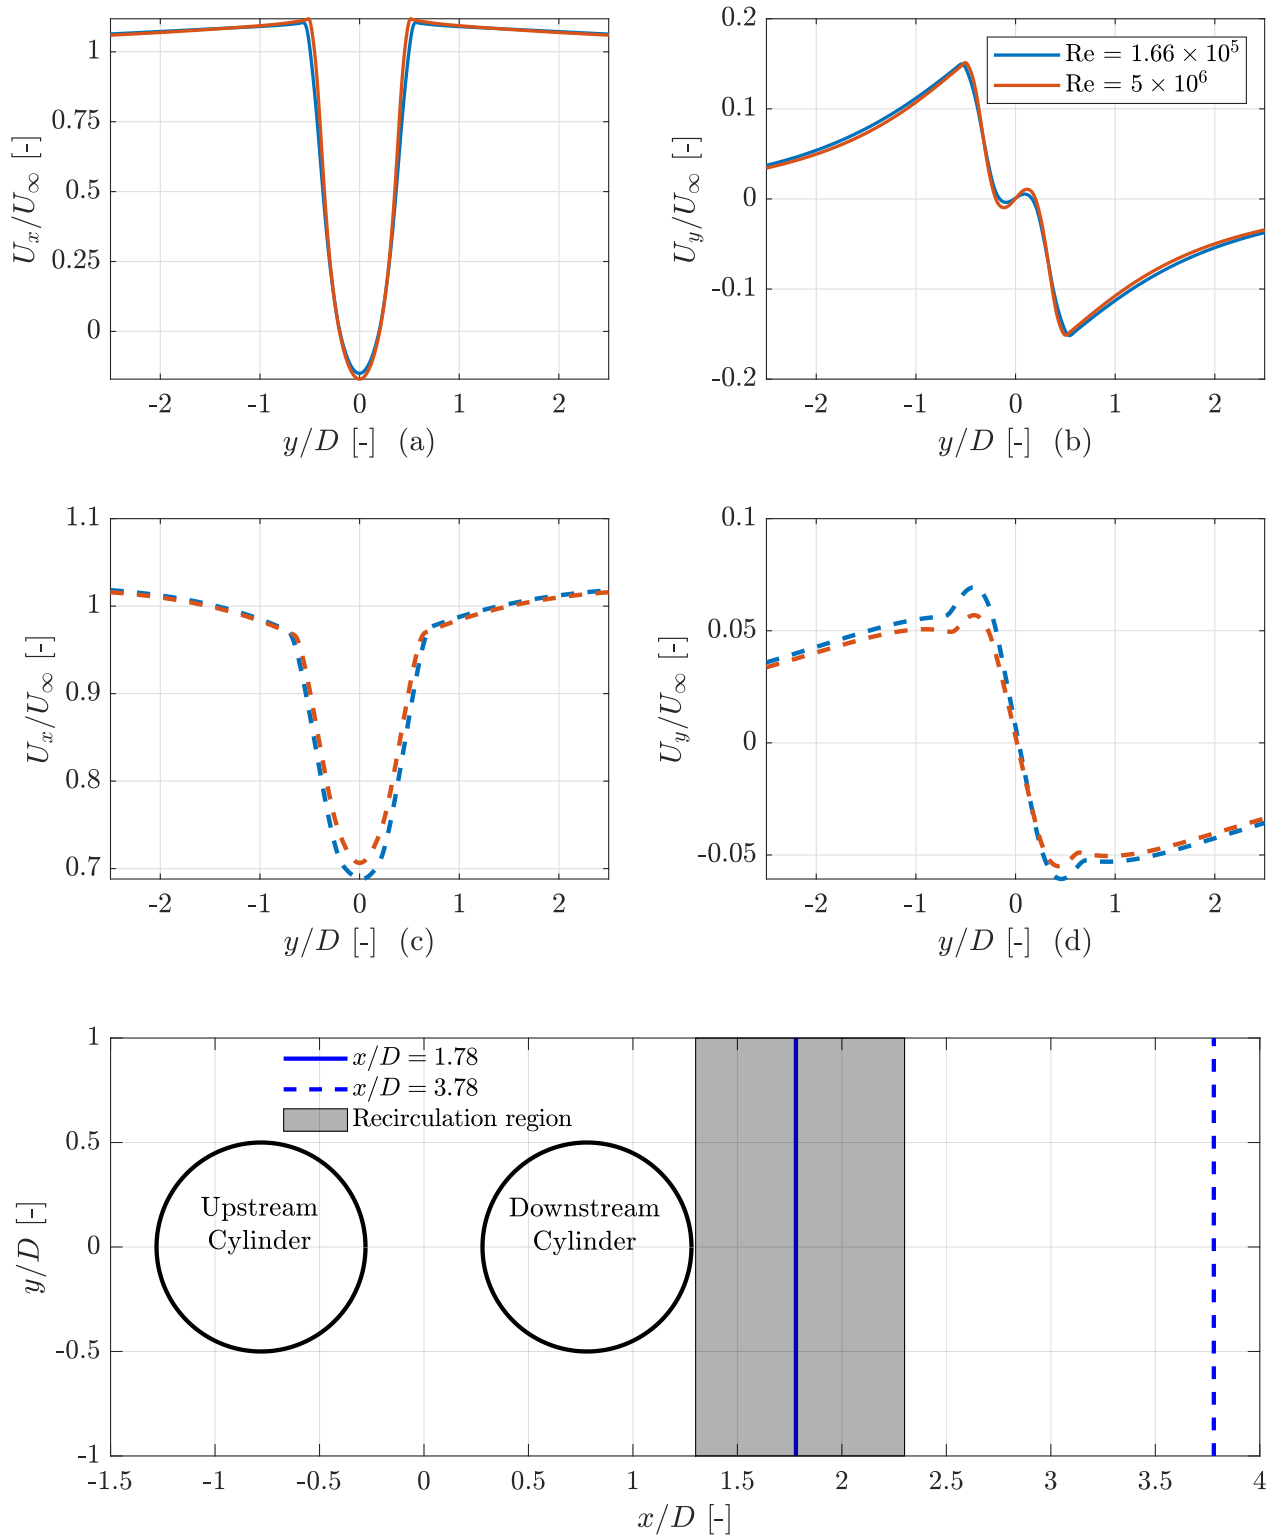 1
0.75
0.5
0.25
0
U_x/U_∞ [-]
-2 -1 0 1 2
y/D [-] (a)
0.2
0.1
0
-0.1
-0.2
U_y/U_∞ [-]
Re = 1.66 × 10^5
Re = 5 × 10^6
-2 -1 0 1 2
y/D [-] (b)
1.1
1
0.9
0.8
0.7
U_x/U_∞ [-]
-2 -1 0 1 2
y/D [-] (c)
0.1
0.05
0
-0.05
U_y/U_∞ [-]
-2 -1 0 1 2
y/D [-] (d)
1
0.5
0
-0.5
-1
y/D [-]
x/D = 1.78
x/D = 3.78
Recirculation region
Upstream
Cylinder
Downstream
Cylinder
-1.5 -1 -0.5 0 0.5 1 1.5 2 2.5 3 3.5 4
x/D [-]